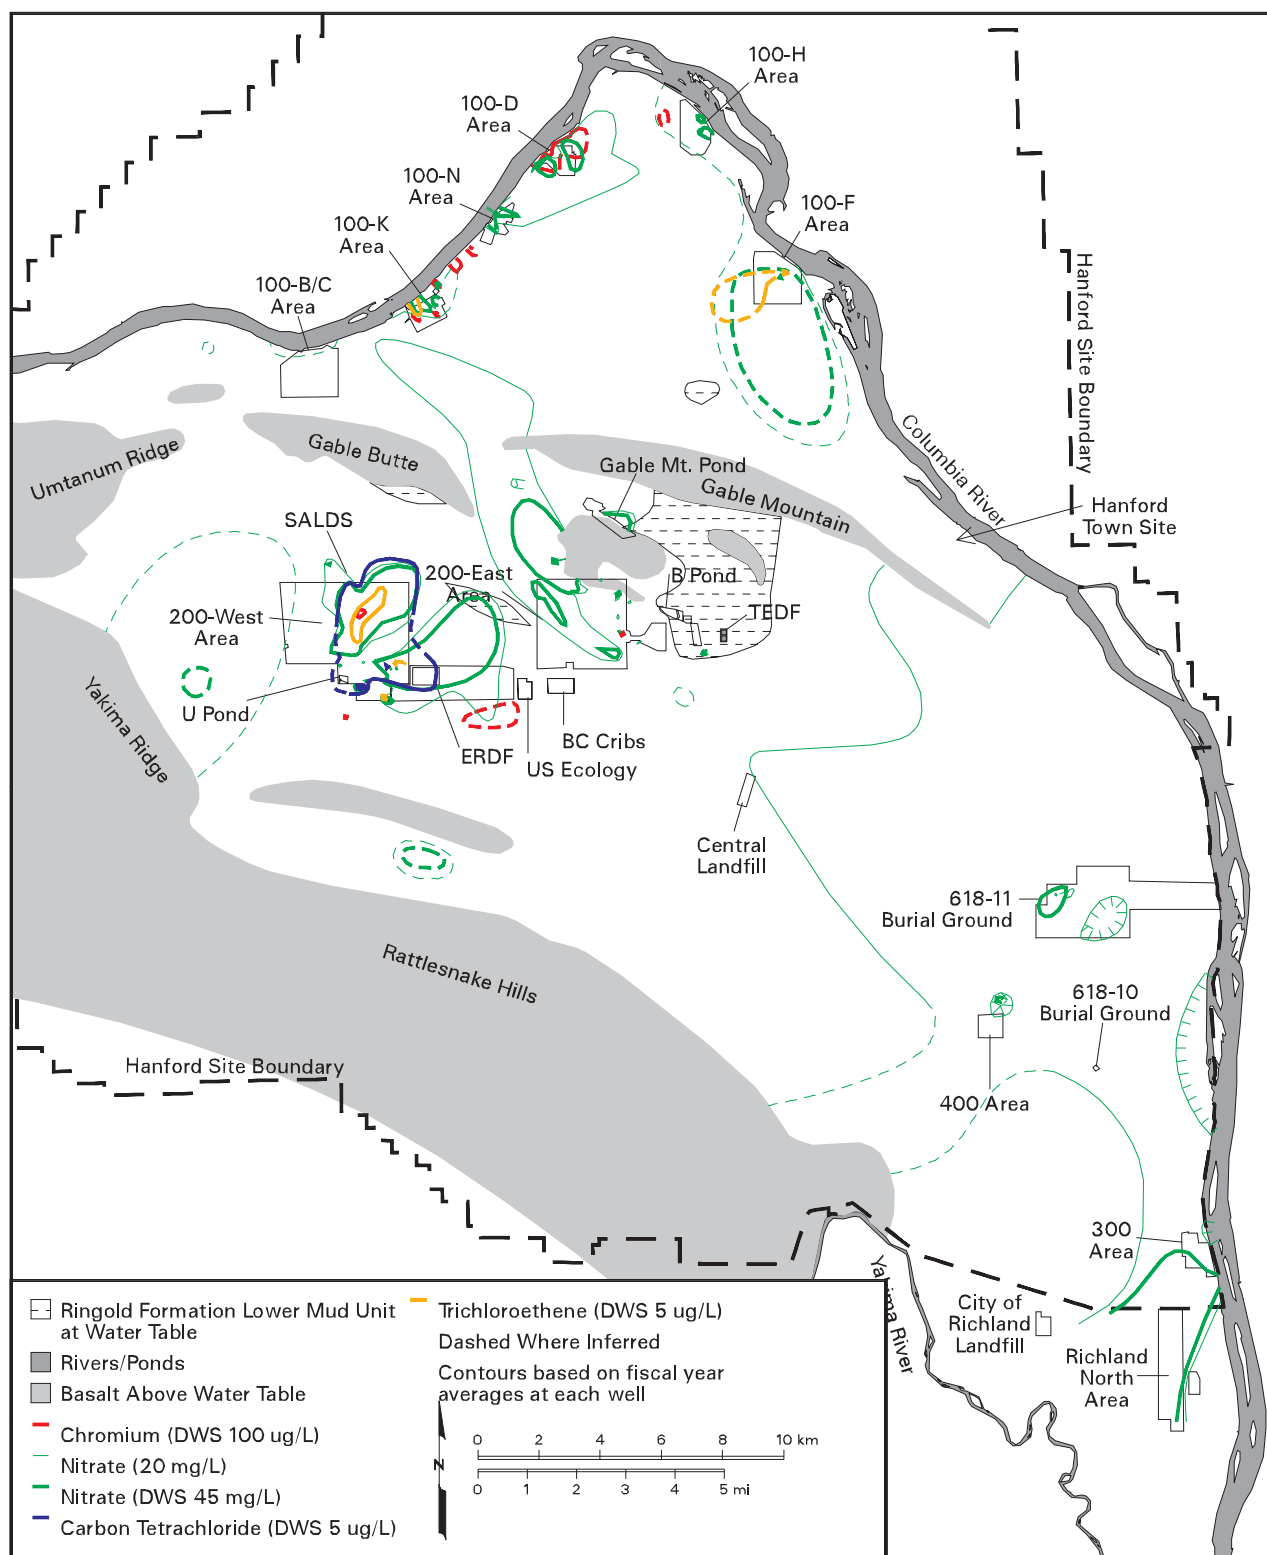 100-H
Area
100-D
Area
100-N
Area
100-K
Area
100-F
Area
100-B/C
Area
Hanford Site Boundary
Columbia River
Umtanum Ridge
Gable Butte
Gable Mt. Pond
Gable Mountain
Hanford
Town Site
SALDS
200-East
Area
B Pond
TEDF
200-West
Area
U Pond
Yakima Ridge
ERDF
BC Cribs
US Ecology
Central
Landfill
618-11
Burial Ground
Rattlesnake Hills
618-10
Burial Ground
Hanford Site Boundary
400 Area
300
Area
Yakima River
City of
Richland
Landfill
Richland
North
Area
Ringold Formation Lower Mud Unit
at Water Table
Rivers/Ponds
Basalt Above Water Table
Chromium (DWS 100 ug/L)
Nitrate (20 mg/L)
Nitrate (DWS 45 mg/L)
Carbon Tetrachloride (DWS 5 ug/L)
Trichloroethene (DWS 5 ug/L)
Dashed Where Inferred
Contours based on fiscal year
averages at each well
N
0 2 4 6 8 10 km
0 1 2 3 4 5 mi